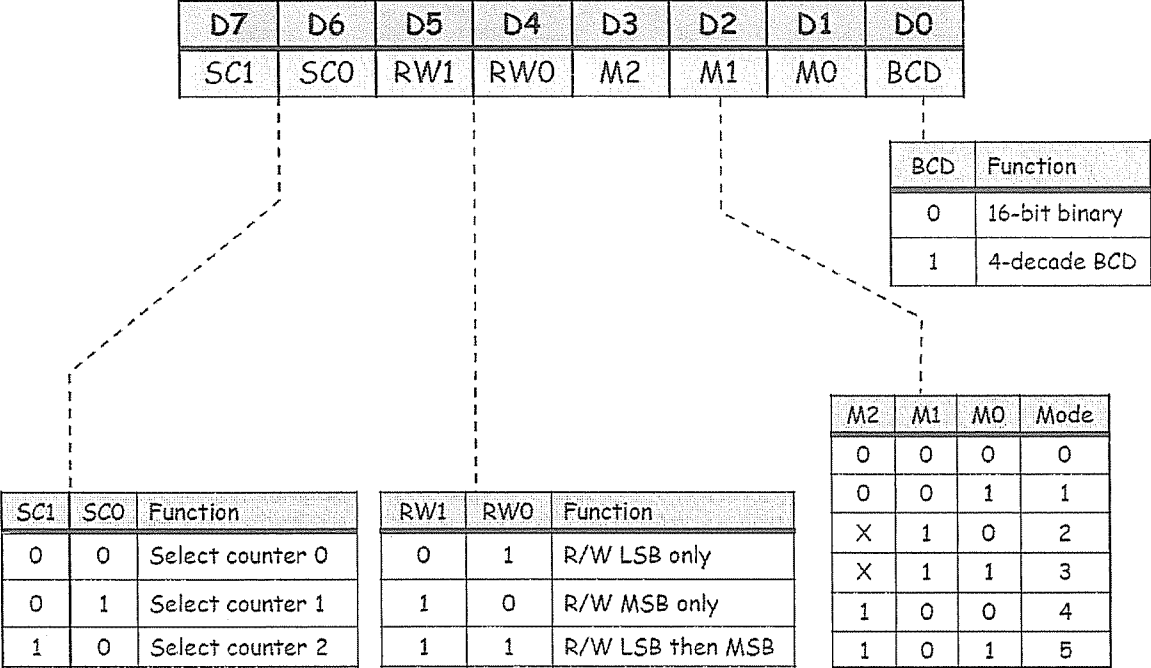 D7 D6 D5 D4 D3 D2 D1 D0
SC1 SC0 RW1 RW0 M2 M1 M0 BCD
BCD Function
0 16-bit binary
1 4-decade BCD
M2 M1 M0 Mode
0 0 0 0
0 0 1 1
X 1 0 2
X 1 1 3
1 0 0 4
1 0 1 5
SC1 SC0 Function
0 0 Select counter 0
0 1 Select counter 1
1 0 Select counter 2
RW1 RW0 Function
0 1 R/W LSB only
1 0 R/W MSB only
1 1 R/W LSB then MSB